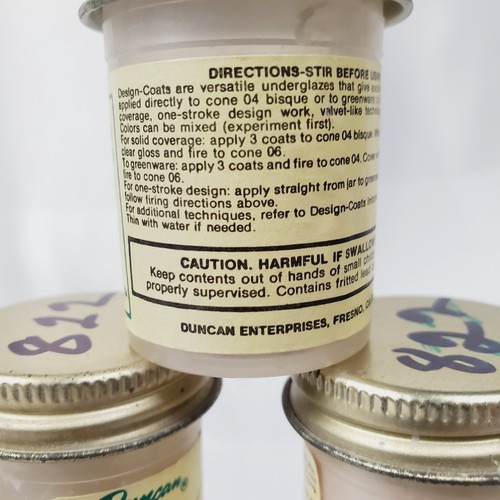 DIRECTIONS-STIR BEFORE
Design-Coats are versatile underglazes that give
applied directly to cone 04 bisque or to greenware
coverage, one-stroke design work, velvet-like
Colors can be mixed (experiment first).
For solid coverage: apply 3 coats to cone 04 bisque.
clear gloss and fire to cone 06.
To greenware: apply 3 coats and fire to cone 04. Cover
fire to cone 06.
For one-stroke design: apply straight from jar to
follow firing directions above.
For additional techniques, refer to Design-Coats
Thin with water if needed.
CAUTION. HARMFUL IF
Keep contents out of hands of small
properly supervised. Contains fritted
DUNCAN ENTERPRISES, FRESNO,
822
822
Duncan®